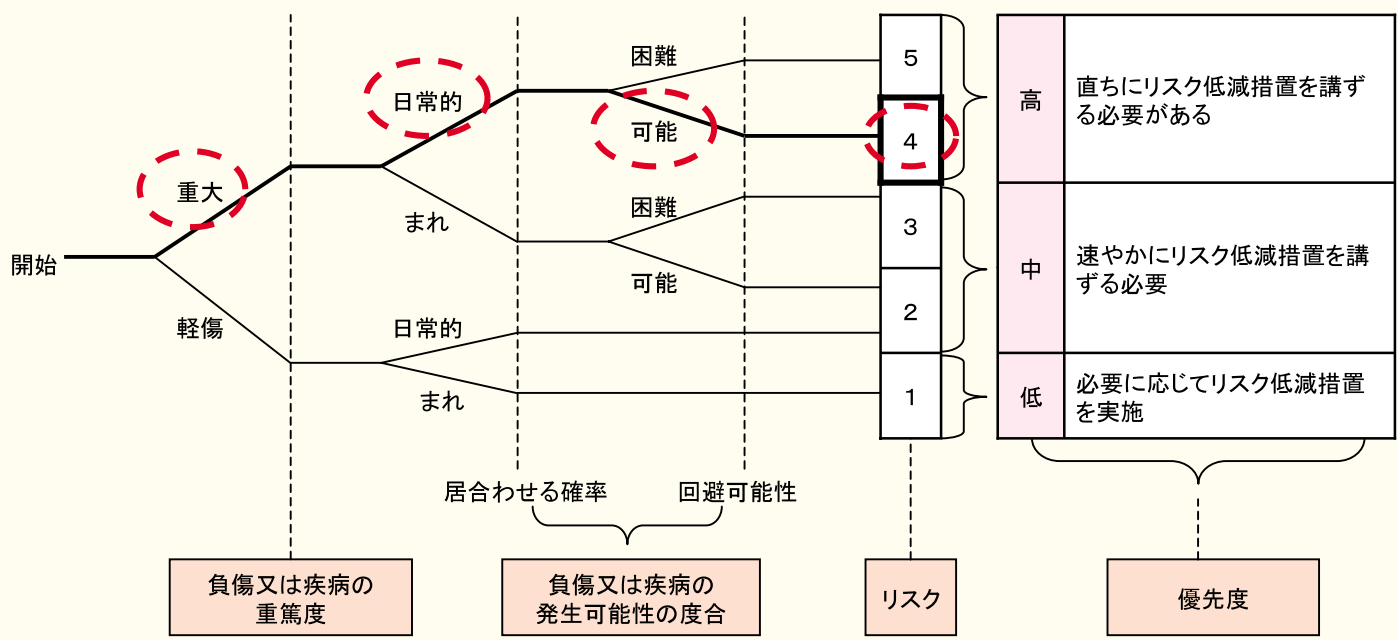 困難
5
日常的
可能
4
高
直ちにリスク低減措置を講ず
る必要がある
重大
まれ
困難
3
開始
可能
2
中
速やかにリスク低減措置を講
ずる必要
軽傷
日常的
まれ
1
低
必要に応じてリスク低減措置
を実施
居合わせる確率
回避可能性
負傷又は疾病の
重篤度
負傷又は疾病の
発生可能性の度合
リスク
優先度